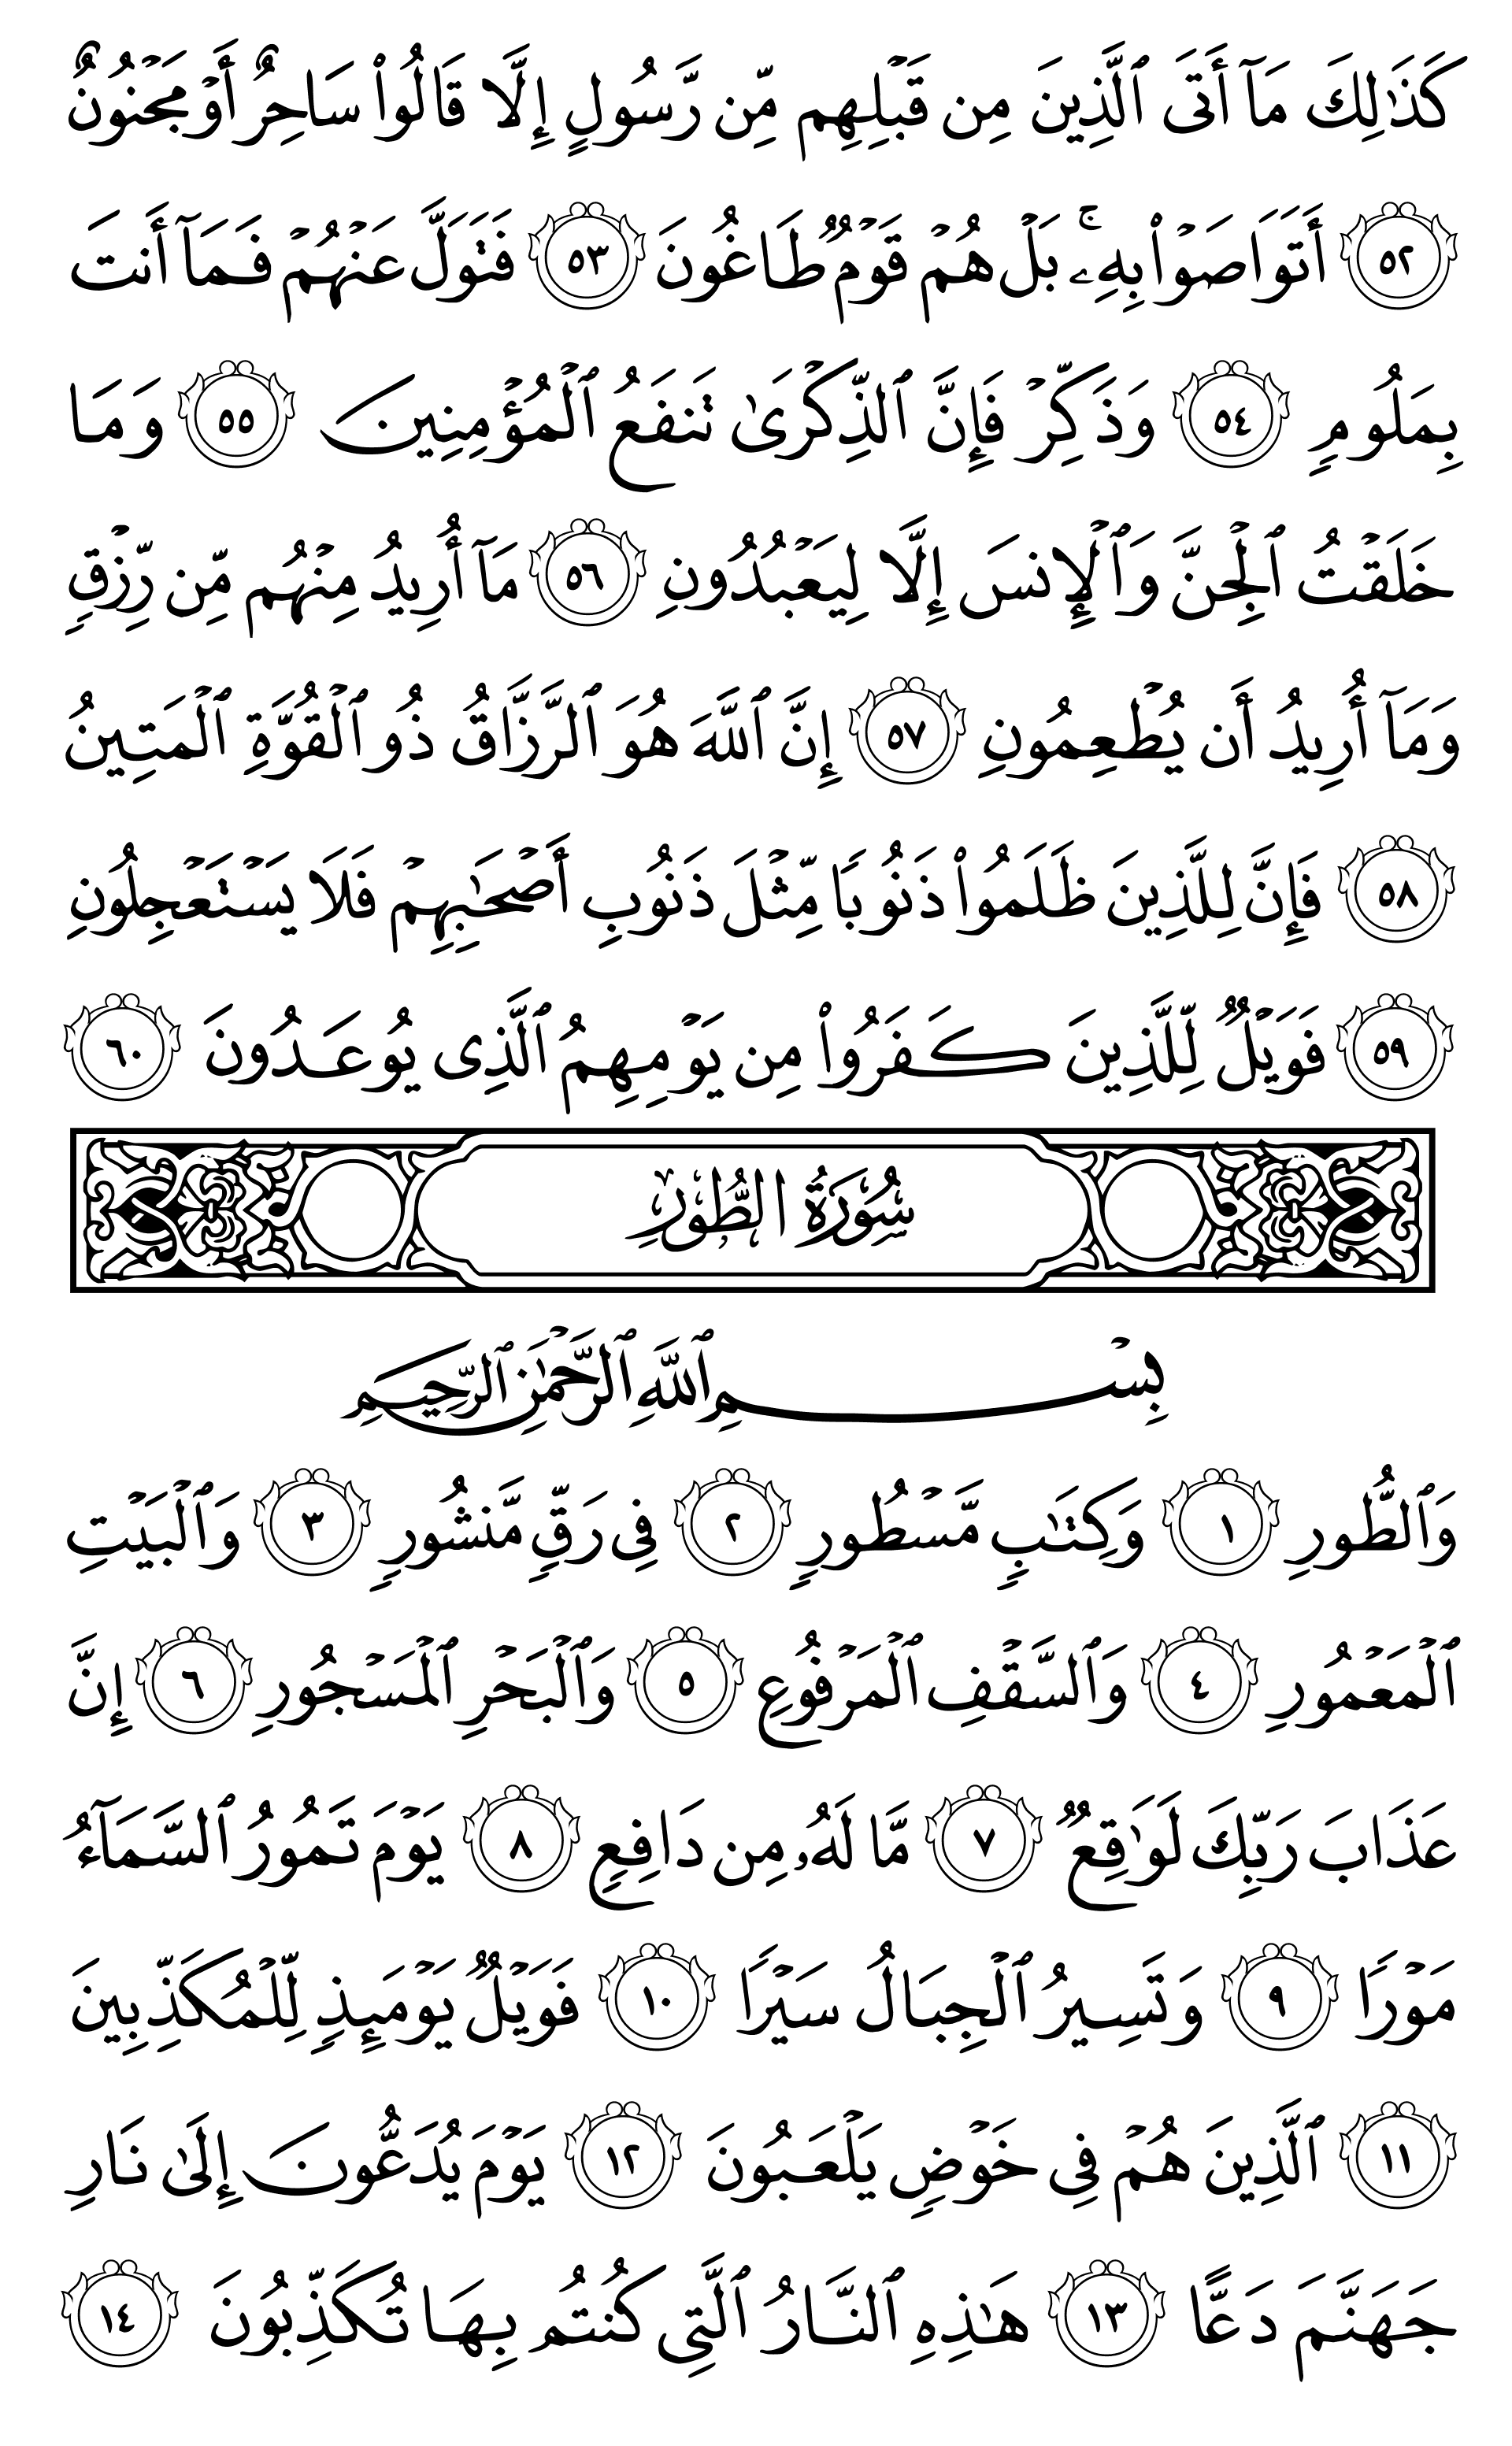 كَذَٰلِكَ مَآ أَتَى ٱلَّذِينَ مِن قَبۡلِهِم مِّن رَّسُولٍ إِلَّا قَالُواْ سَاحِرٌ أَوۡ مَجۡنُونٌ
٥٢ أَتَوَاصَوۡاْ بِهِۦۚ بَلۡ هُمۡ قَوۡمٞ طَاغُونَ ٥٣ فَتَوَلَّ عَنۡهُمۡ فَمَآ أَنتَ
بِمَلُومٖ ٥٤ وَذَكِّرۡ فَإِنَّ ٱلذِّكۡرَىٰ تَنفَعُ ٱلۡمُؤۡمِنِينَ ٥٥ وَمَا
خَلَقۡتُ ٱلۡجِنَّ وَٱلۡإِنسَ إِلَّا لِيَعۡبُدُونِ ٥٦ مَآ أُرِيدُ مِنۡهُم مِّن رِّزۡقٖ
وَمَآ أُرِيدُ أَن يُطۡعِمُونِ ٥٧ إِنَّ ٱللَّهَ هُوَ ٱلرَّزَّاقُ ذُو ٱلۡقُوَّةِ ٱلۡمَتِينُ
٥٨ فَإِنَّ لِلَّذِينَ ظَلَمُواْ ذَنُوبٗا مِّثۡلَ ذَنُوبِ أَصۡحَٰبِهِمۡ فَلَا يَسۡتَعۡجِلُونِ
٥٩ فَوَيۡلٞ لِّلَّذِينَ كَفَرُواْ مِن يَوۡمِهِمُ ٱلَّذِي يُوعَدُونَ ٦٠
سُورَةُ الطُّورِ
بِسۡمِ ٱللَّهِ ٱلرَّحۡمَٰنِ ٱلرَّحِيمِ
وَٱلطُّورِ ١ وَكِتَٰبٖ مَّسۡطُورٖ ٢ فِي رَقّٖ مَّنشُورٖ ٣ وَٱلۡبَيۡتِ
ٱلۡمَعۡمُورِ ٤ وَٱلسَّقۡفِ ٱلۡمَرۡفُوعِ ٥ وَٱلۡبَحۡرِ ٱلۡمَسۡجُورِ ٦ إِنَّ
عَذَابَ رَبِّكَ لَوَٰقِعٞ ٧ مَّا لَهُۥ مِن دَافِعٖ ٨ يَوۡمَ تَمُورُ ٱلسَّمَآءُ
مَوۡرٗا ٩ وَتَسِيرُ ٱلۡجِبَالُ سَيۡرٗا ١٠ فَوَيۡلٞ يَوۡمَئِذٖ لِّلۡمُكَذِّبِينَ
١١ ٱلَّذِينَ هُمۡ فِي خَوۡضٖ يَلۡعَبُونَ ١٢ يَوۡمَ يُدَعُّونَ إِلَىٰ نَارِ
جَهَنَّمَ دَعًّا ١٣ هَٰذِهِ ٱلنَّارُ ٱلَّتِي كُنتُم بِهَا تُكَذِّبُونَ ١٤